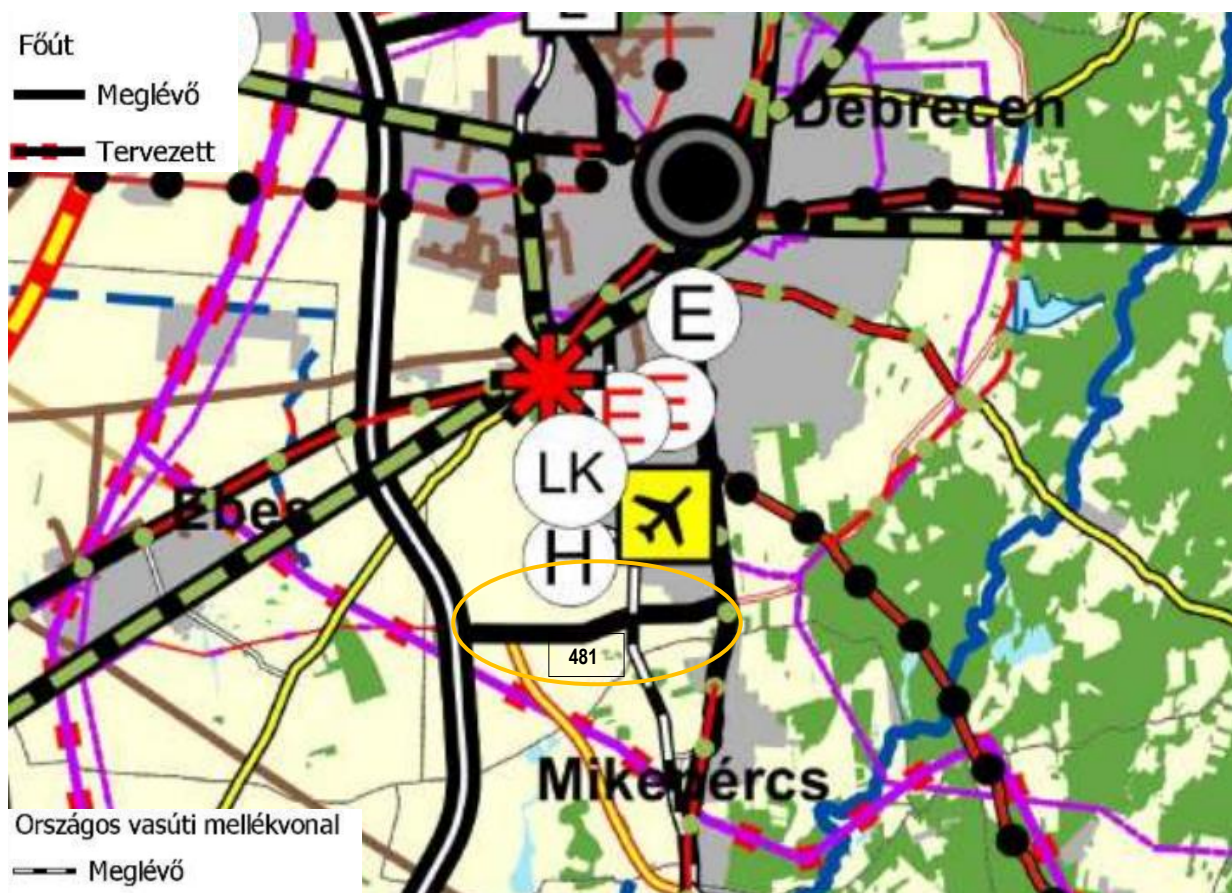 Főút
Meglévő
Tervezett
Debrecen
E
E
E
LK
Ebes
H
481
Mikepércs
Országos vasúti mellékvonal
Meglévő